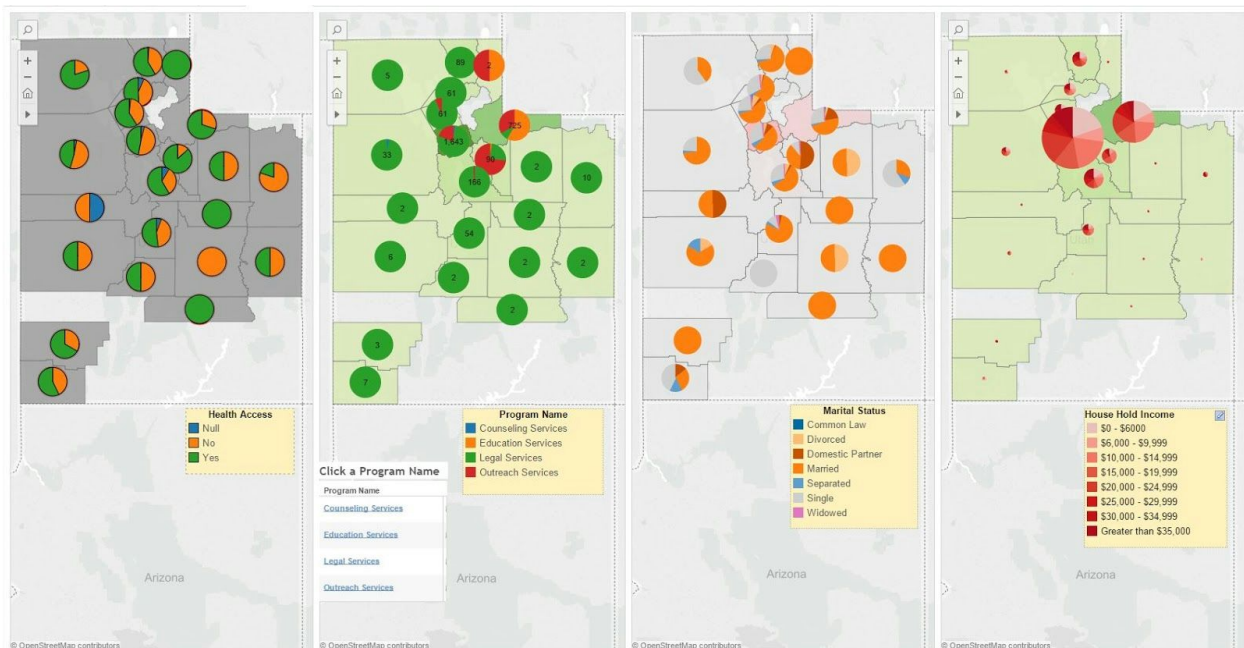 5
89
2
61
61
725
1,643
33
90
166
2
10
2
2
54
6
2
2
2
2
3
7
Utah
Health Access
Null
No
Yes
Program Name
Counseling Services
Education Services
Legal Services
Outreach Services
Click a Program Name
Program Name
Counseling Services
Education Services
Legal Services
Outreach Services
Marital Status
Common Law
Divorced
Domestic Partner
Married
Separated
Single
Widowed
House Hold Income
$0 - $6000
$6,000 - $9,999
$10,000 - $14,999
$15,000 - $19,999
$20,000 - $24,999
$25,000 - $29,999
$30,000 - $34,999
Greater than $35,000
Arizona
Arizona
Arizona
Arizona
© OpenStreetMap contributors
© OpenStreetMap contributors
© OpenStreetMap contributors
© OpenStreetMap contributors